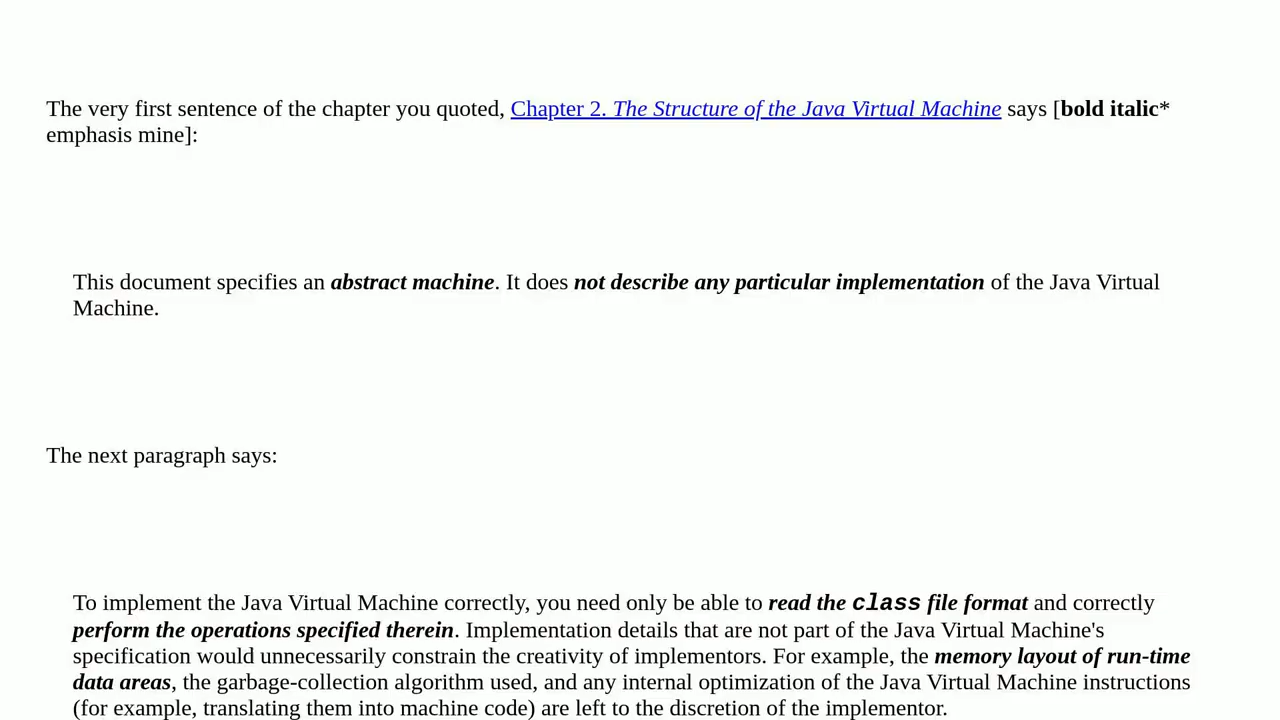 The very first sentence of the chapter you quoted, Chapter 2. The Structure of the Java Virtual Machine says [bold italic*
emphasis mine]:
This document specifies an abstract machine. It does not describe any particular implementation of the Java Virtual
Machine.
The next paragraph says:
To implement the Java Virtual Machine correctly, you need only be able to read the class file format and correctly
perform the operations specified therein. Implementation details that are not part of the Java Virtual Machine's
specification would unnecessarily constrain the creativity of implementors. For example, the memory layout of run-time
data areas, the garbage-collection algorithm used, and any internal optimization of the Java Virtual Machine instructions
(for example, translating them into machine code) are left to the discretion of the implementor.